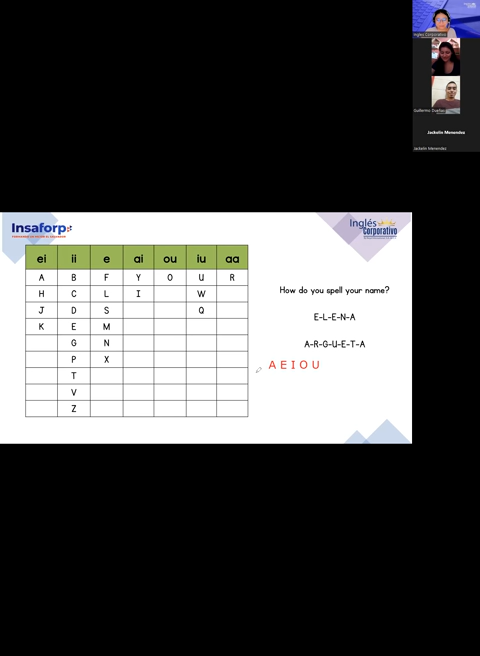 Inglés Corporativo
Guillermo Dueñas
Jackelin Menendez
Jackelin Menendez
Insaforp
Inglés
Corporativo
ei ii e ai ou iu aa
A B F Y O U R
H C L I W
J D S Q
K E M
G N
P X
T
V
Z
How do you spell your name?
E-L-E-N-A
A-R-G-U-E-T-A
A E I O U